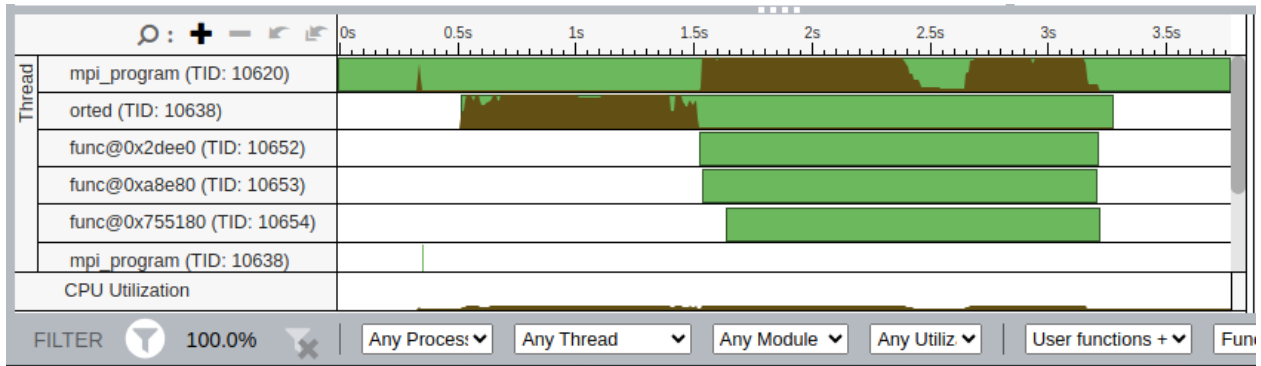 0s 0.5s 1s 1.5s 2s 2.5s 3s 3.5s
Thread
mpi_program (TID: 10620)
orted (TID: 10638)
func@0x2dee0 (TID: 10652)
func@0xa8e80 (TID: 10653)
func@0x755180 (TID: 10654)
mpi_program (TID: 10638)
CPU Utilization
FILTER 100.0% Any Process Any Thread Any Module Any Utiliz User functions + Fun